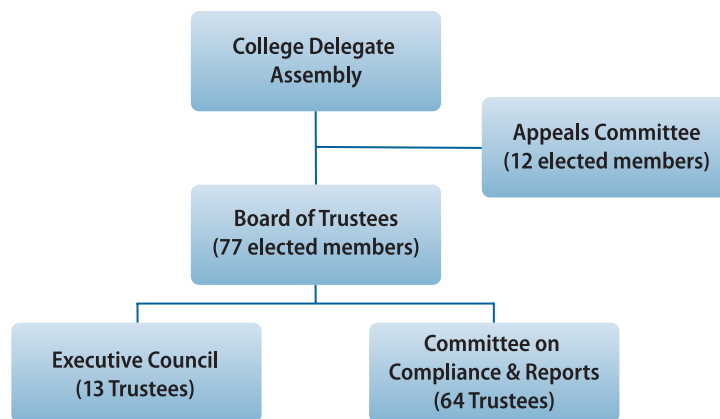 College Delegate
Assembly
Appeals Committee
(12 elected members)
Board of Trustees
(77 elected members)
Executive Council
(13 Trustees)
Committee on
Compliance & Reports
(64 Trustees)